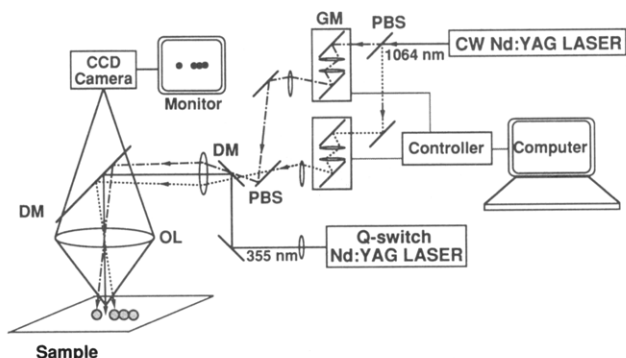 GM
PBS
CW Nd:YAG LASER
1064 nm
CCD
Camera
Monitor
Controller
Computer
DM
PBS
DM
OL
355 nm
Q-switch
Nd:YAG LASER
Sample